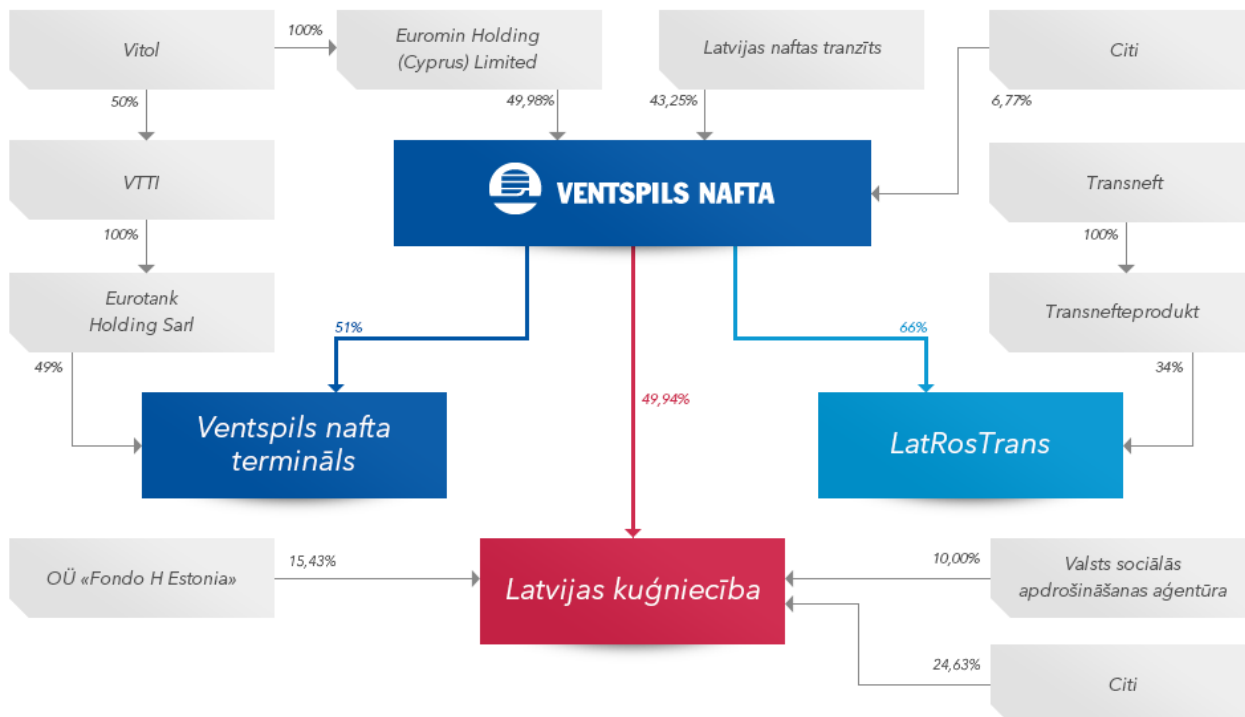 Vitol
100%
Euromin Holding
(Cyprus) Limited
Latvijas naftas tranzīts
Citi
50%
49,98%
43,25%
6,77%
VTTI
VENTSPILS NAFTA
Transneft
100%
100%
Eurotank
Holding Sarl
Transnefteprodukt
51%
66%
49%
34%
49,94%
Ventspils nafta
termināls
LatRosTrans
OÜ «Fondo H Estonia»
15,43%
Latvijas kuģniecība
10,00%
Valsts sociālās
apdrošināšanas aģentūra
24,63%
Citi